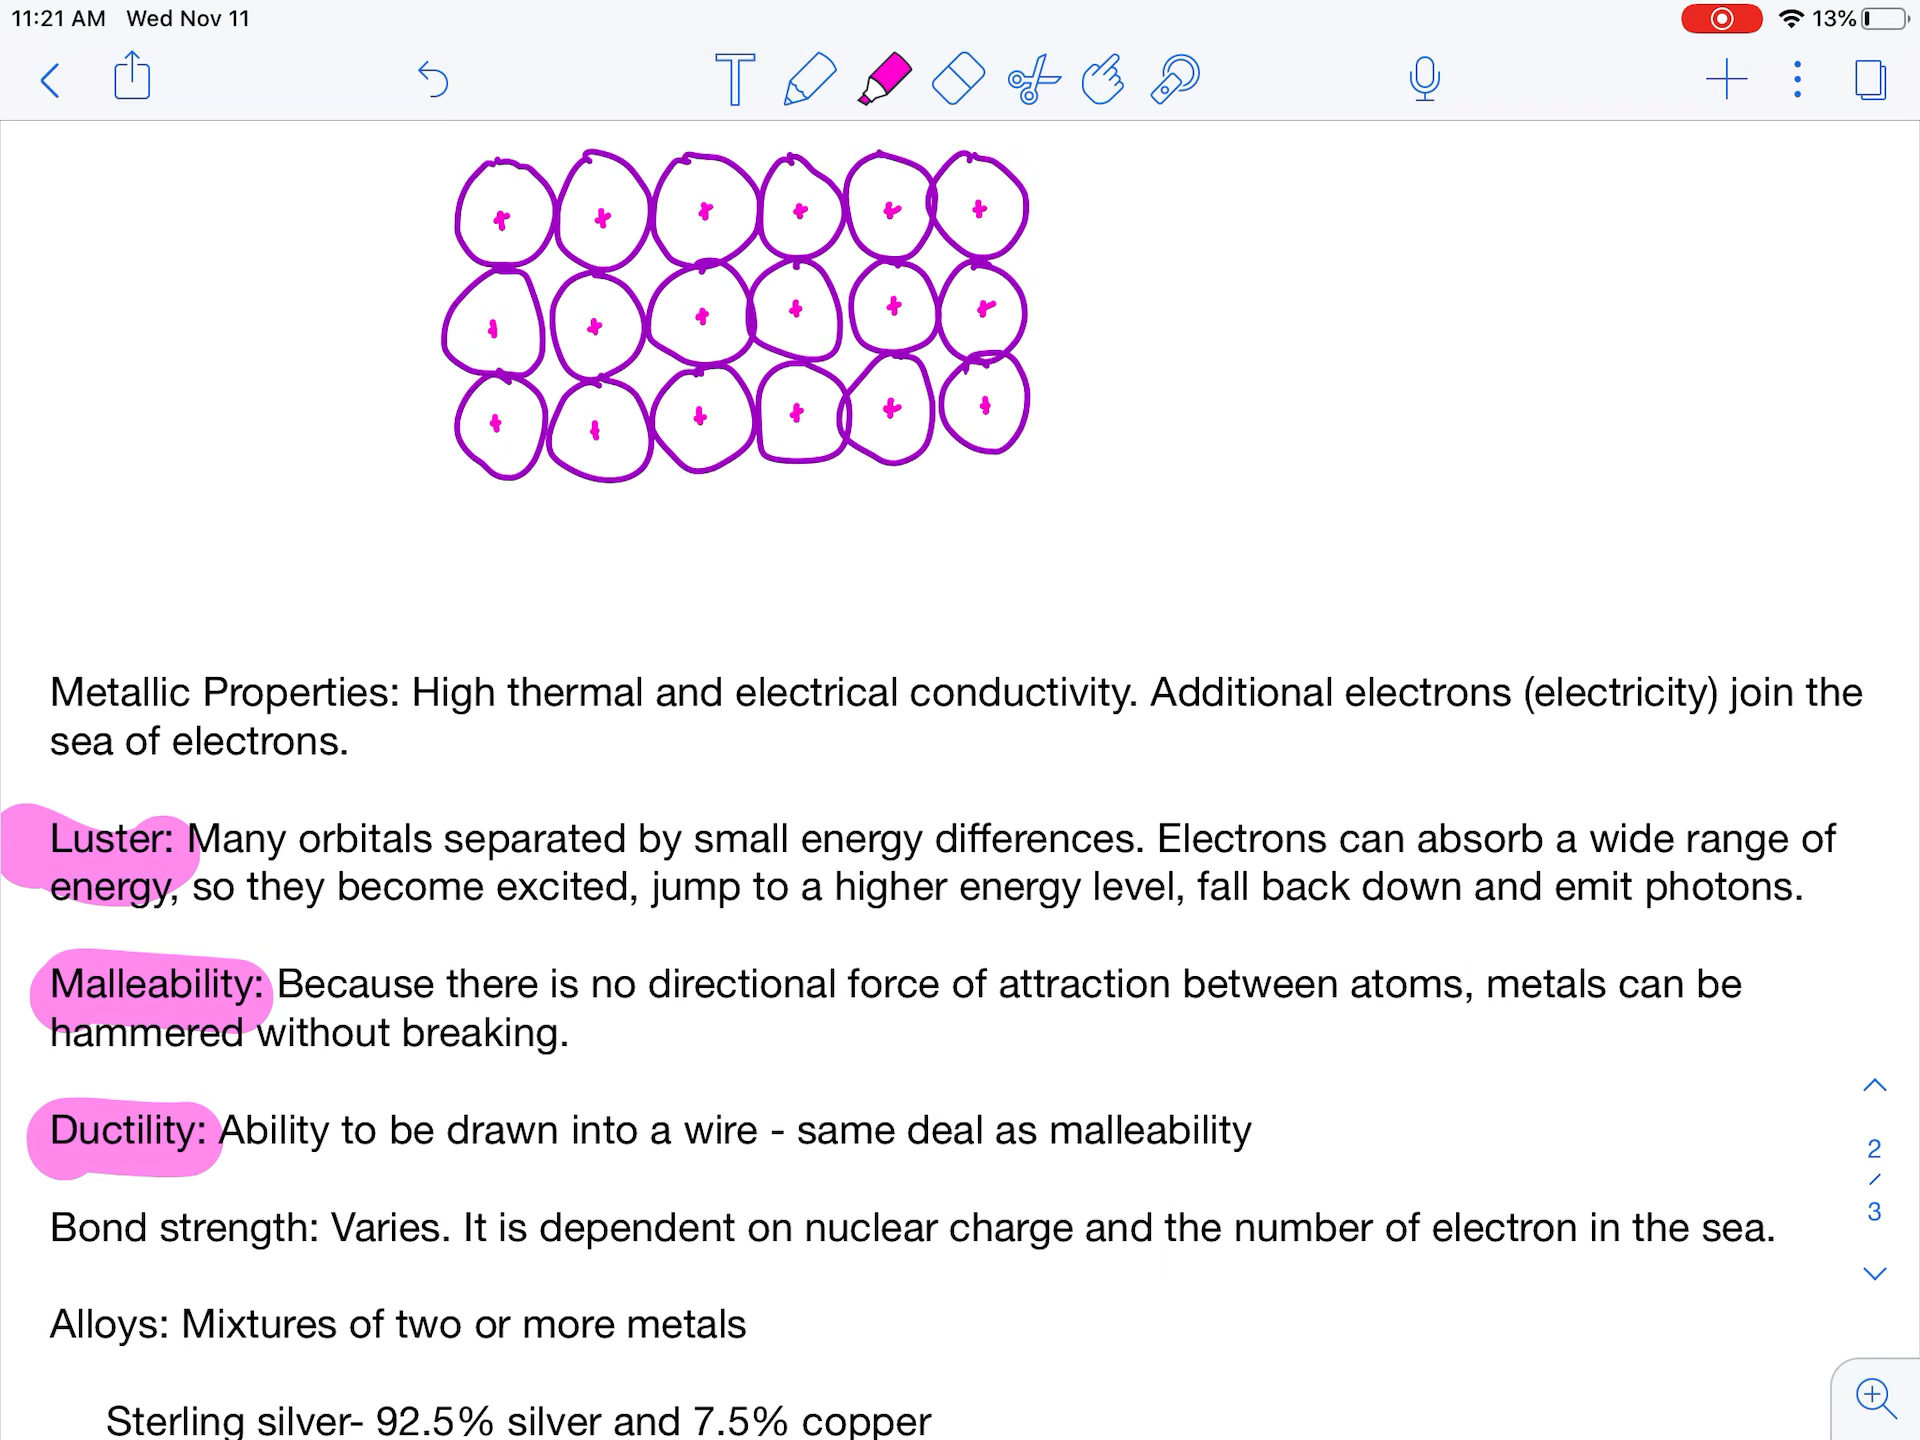 11:21 AM Wed Nov 11
13%
T
+ + + + + +
+ + + + + +
+ + + + + +
Metallic Properties: High thermal and electrical conductivity. Additional electrons (electricity) join the
sea of electrons.
Luster: Many orbitals separated by small energy differences. Electrons can absorb a wide range of
energy, so they become excited, jump to a higher energy level, fall back down and emit photons.
Malleability: Because there is no directional force of attraction between atoms, metals can be
hammered without breaking.
Ductility: Ability to be drawn into a wire - same deal as malleability
2
/
3
Bond strength: Varies. It is dependent on nuclear charge and the number of electron in the sea.
Alloys: Mixtures of two or more metals
Sterling silver- 92.5% silver and 7.5% copper